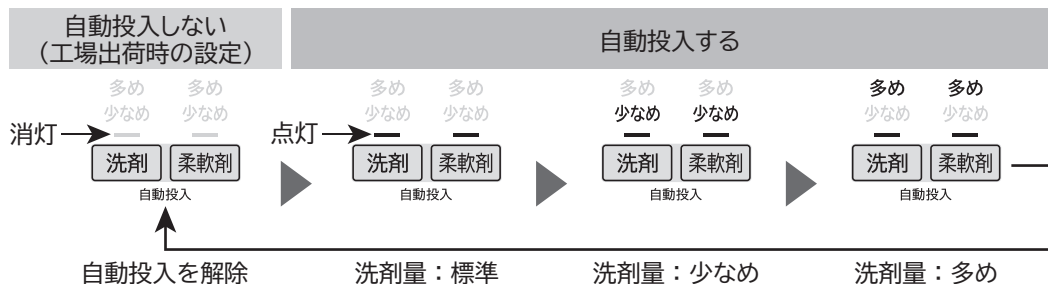 自動投入しない
（工場出荷時の設定）
自動投入する
多め 多め
少なめ 少なめ
消灯
洗剤 柔軟剤
自動投入
自動投入を解除
多め 多め
少なめ 少なめ
点灯
洗剤 柔軟剤
自動投入
洗剤量：標準
多め 多め
少なめ 少なめ
洗剤 柔軟剤
自動投入
洗剤量：少なめ
多め 多め
少なめ 少なめ
洗剤 柔軟剤
自動投入
洗剤量：多め